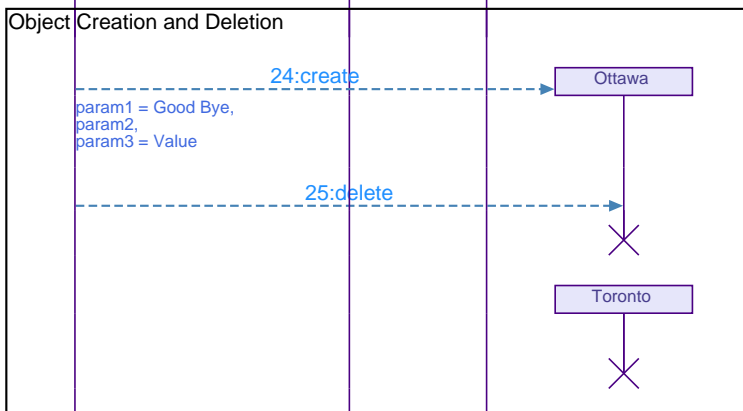 Object Creation and Deletion
24:create
Ottawa
param1 = Good Bye,
param2,
param3 = Value
25:delete
Toronto